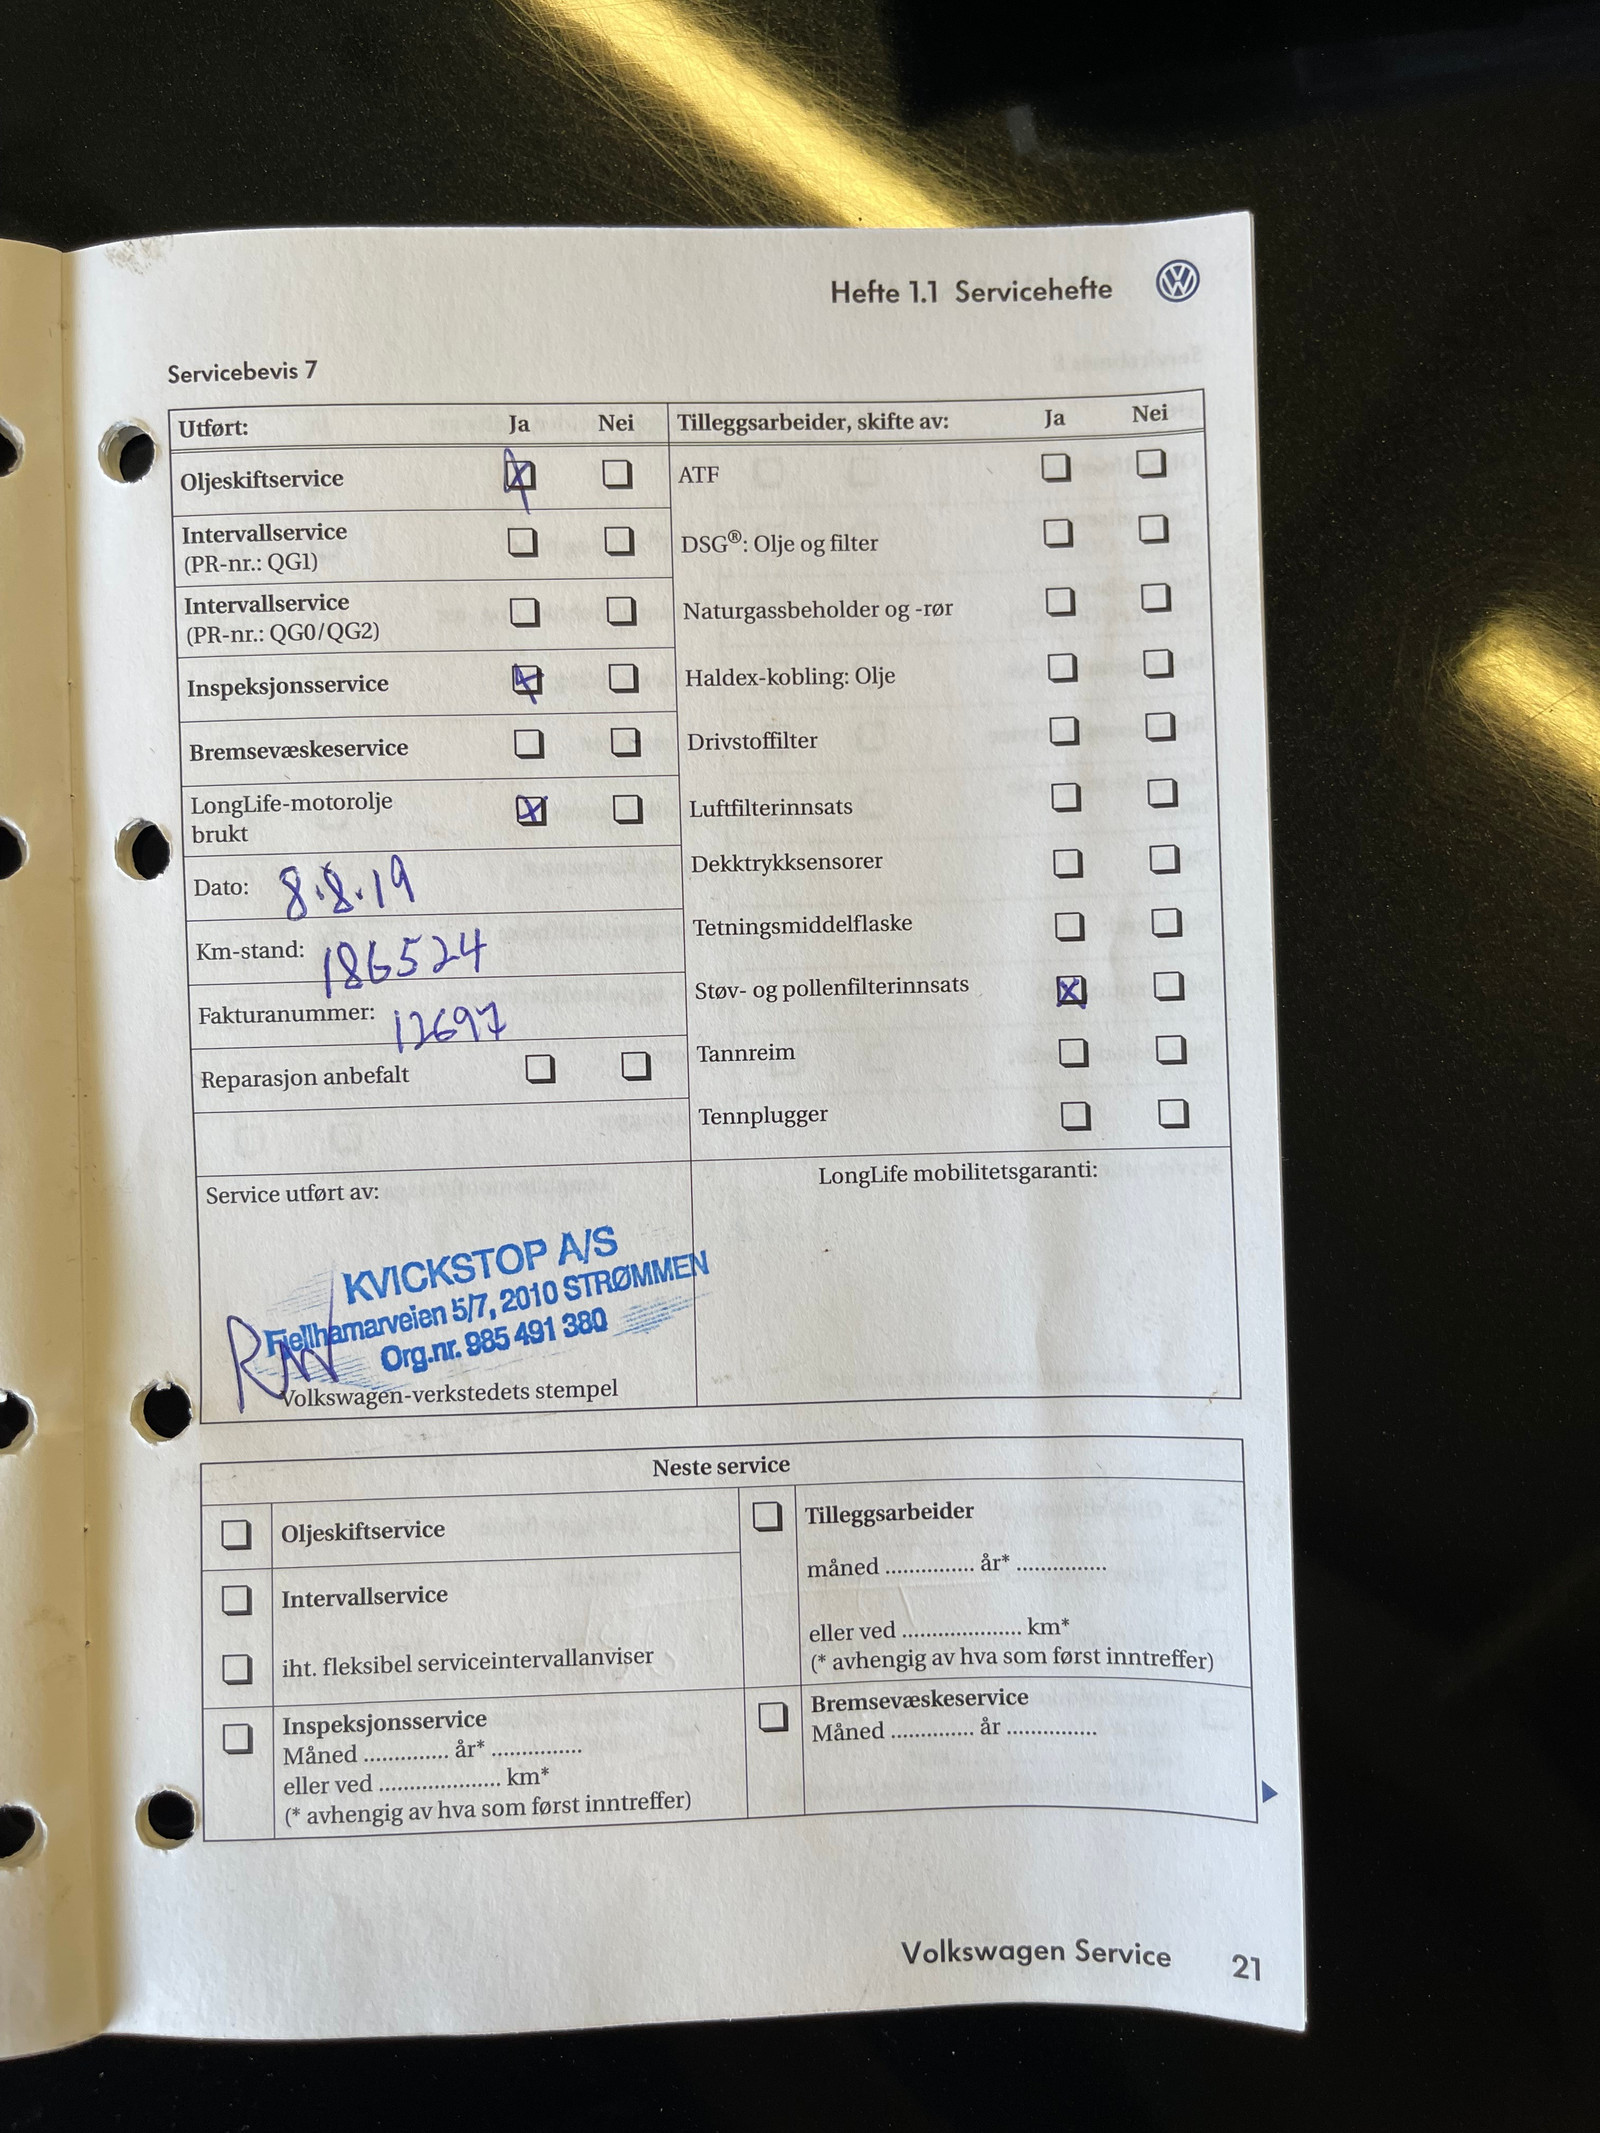 Hefte 1.1 Servicehefte
Servicebevis 7
Utført: Ja Nei
Oljeskiftservice
Intervallservice
(PR-nr.: QG1)
Intervallservice
(PR-nr.: QG0/QG2)
Inspeksjonsservice
Bremsevæskeservice
LongLife-motorolje
brukt
Dato: 8.8.19
Km-stand: 186524
Fakturanummer: 12697
Reparasjon anbefalt
Tilleggsarbeider, skifte av: Ja Nei
ATF
DSG®: Olje og filter
Naturgassbeholder og -rør
Haldex-kobling: Olje
Drivstoffilter
Luftfilterinnsats
Dekktrykksensorer
Tetningsmiddelflaske
Støv- og pollenfilterinnsats
Tannreim
Tennplugger
Service utført av:
KVICKSTOP A/S
Fjellhamarveien 5/7, 2010 STRØMMEN
Org.nr. 985 491 380
Volkswagen-verkstedets stempel
LongLife mobilitetsgaranti:
Neste service
Oljeskiftservice
Intervallservice
iht. fleksibel serviceintervallanviser
Inspeksjonsservice
Måned .............. år* ...............
eller ved .................... km*
(* avhengig av hva som først inntreffer)
Tilleggsarbeider
måned ............... år* ...............
eller ved .................... km*
(* avhengig av hva som først inntreffer)
Bremsevæskeservice
Måned .............. år ...............
Volkswagen Service 21